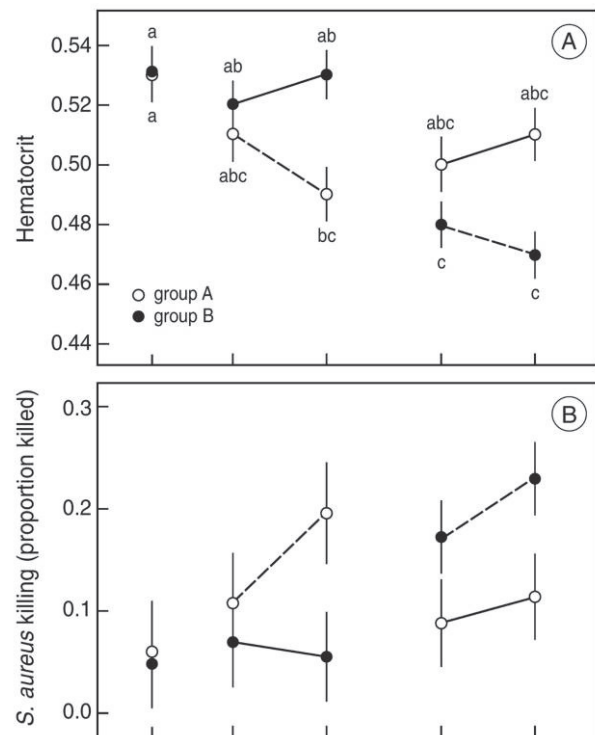 A
0.54
0.52
0.50
0.48
0.46
0.44
Hematocrit
a
a
ab
abc
ab
bc
abc
c
abc
c
group A
group B
B
0.3
0.2
0.1
0.0
S. aureus killing (proportion killed)